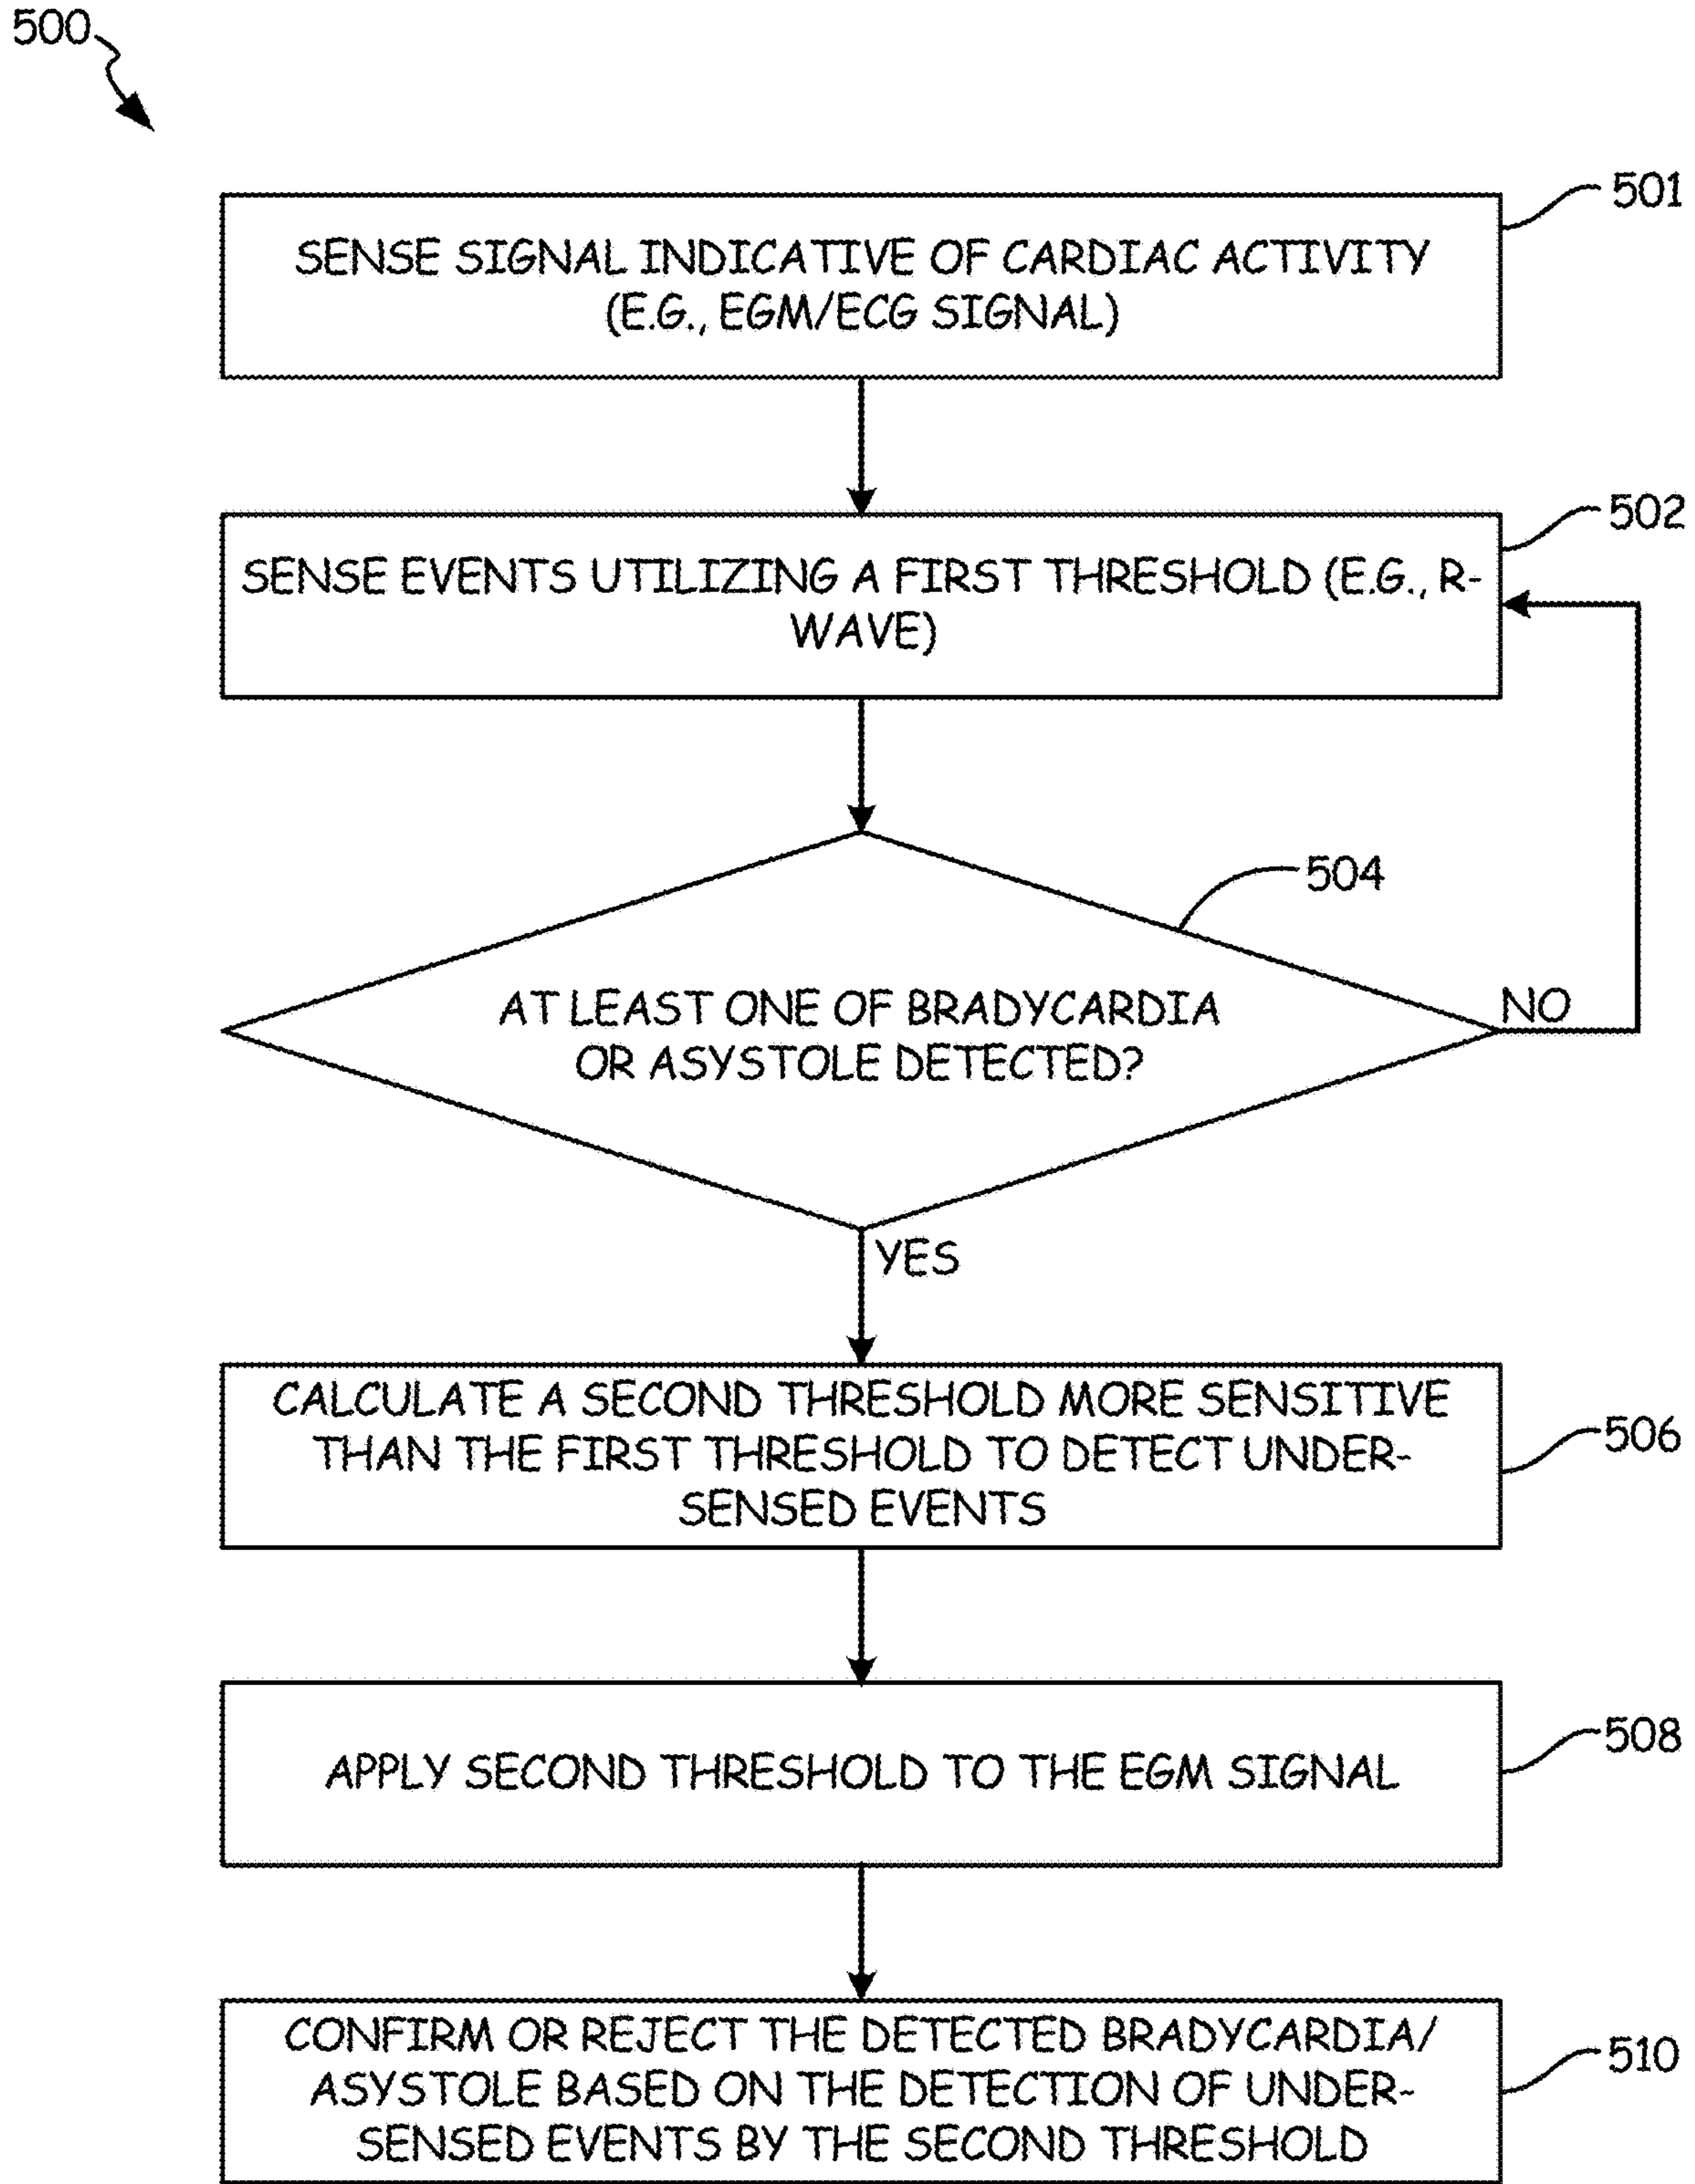 500
501
SENSE SIGNAL INDICATIVE OF CARDIAC ACTIVITY
(E.G., EGM/ECG SIGNAL)
502
SENSE EVENTS UTILIZING A FIRST THRESHOLD (E.G., R-
WAVE)
504
AT LEAST ONE OF BRADYCARDIA
OR ASYSTOLE DETECTED?
NO
YES
CALCULATE A SECOND THRESHOLD MORE SENSITIVE
THAN THE FIRST THRESHOLD TO DETECT UNDER-
SENSED EVENTS
506
APPLY SECOND THRESHOLD TO THE EGM SIGNAL
508
CONFIRM OR REJECT THE DETECTED BRADYCARDIA/
ASYSTOLE BASED ON THE DETECTION OF UNDER-
SENSED EVENTS BY THE SECOND THRESHOLD
510